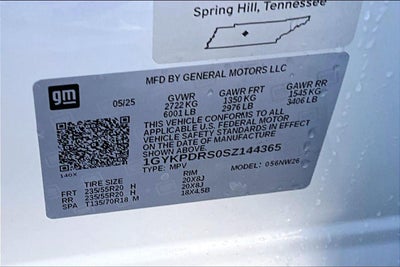 Spring Hill, Tennessee
gm
MFD BY GENERAL MOTORS LLC
05/25 GVWR GAWR FRT GAWR RR
2722 KG 1350 KG 1545 KG
6001 LB 2976 LB 3406 LB
THIS VEHICLE CONFORMS TO ALL
APPLICABLE U.S. FEDERAL MOTOR
VEHICLE SAFETY STANDARDS IN EFFECT ON
THE DATE OF MANUFACTURE SHOWN ABOVE.
1GYKPDRS0SZ144365
140X TYPE: MPV MODEL: 056NW26
TIRE SIZE RIM
FRT 235/55R20 H 20X8J
RR 235/55R20 H 20X8J
SPA T135/70R18 M 18X4.5B